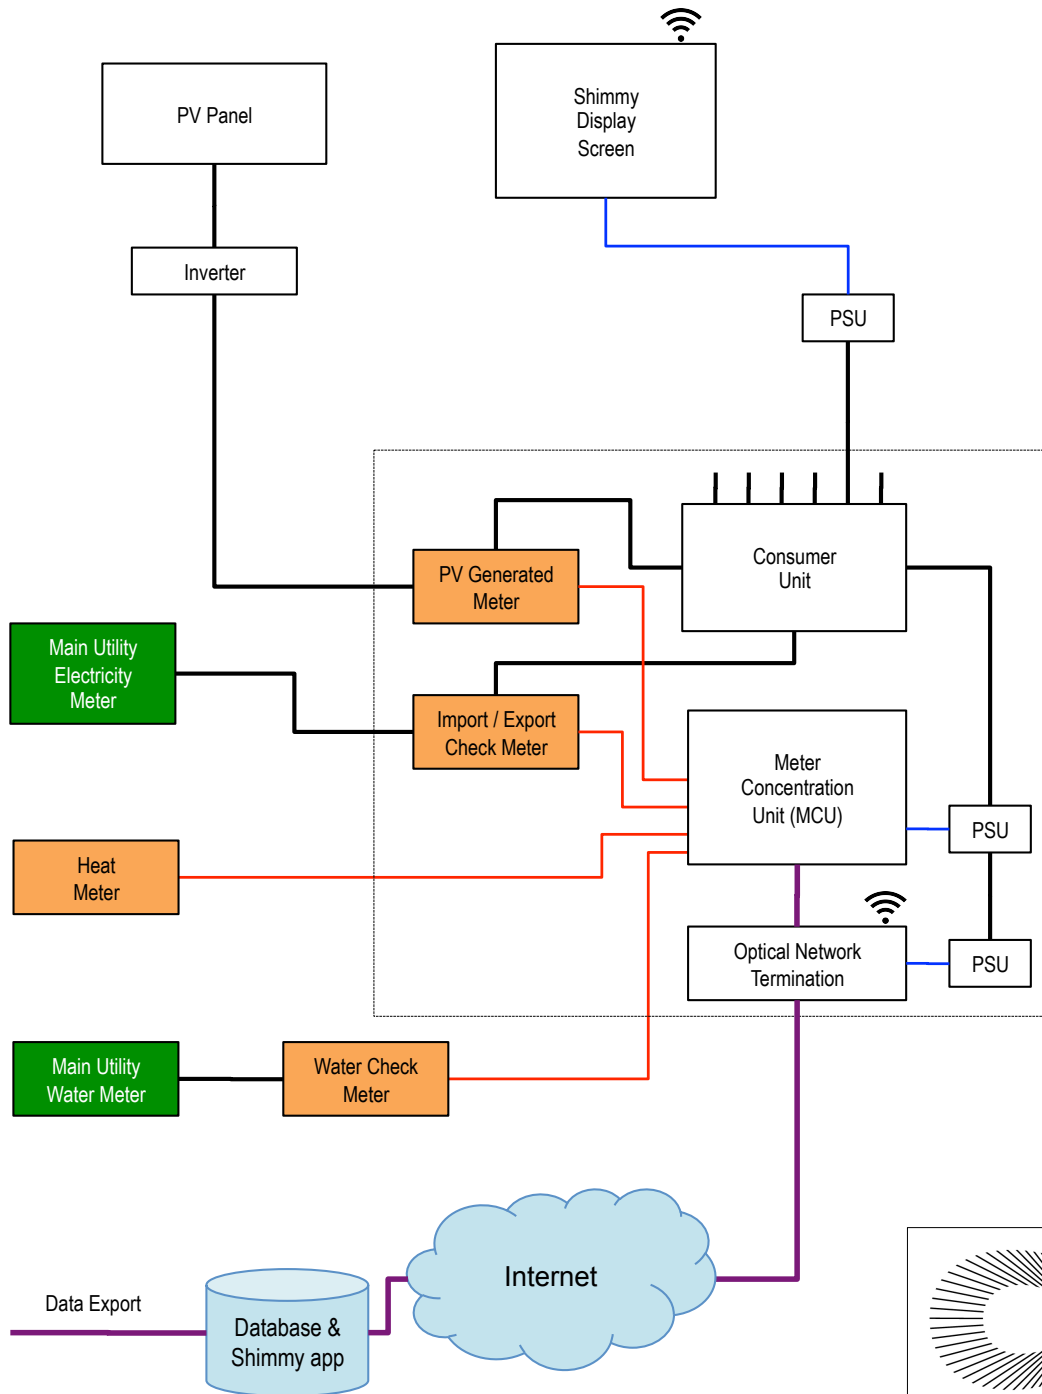 PV Panel
Shimmy
Display
Screen
Inverter
PSU
PV Generated
Meter
Consumer
Unit
Main Utility
Electricity
Meter
Import / Export
Check Meter
Meter
Concentration
Unit (MCU)
PSU
Heat
Meter
Optical Network
Termination
PSU
Main Utility
Water Meter
Water Check
Meter
Internet
Data Export
Database &
Shimmy app